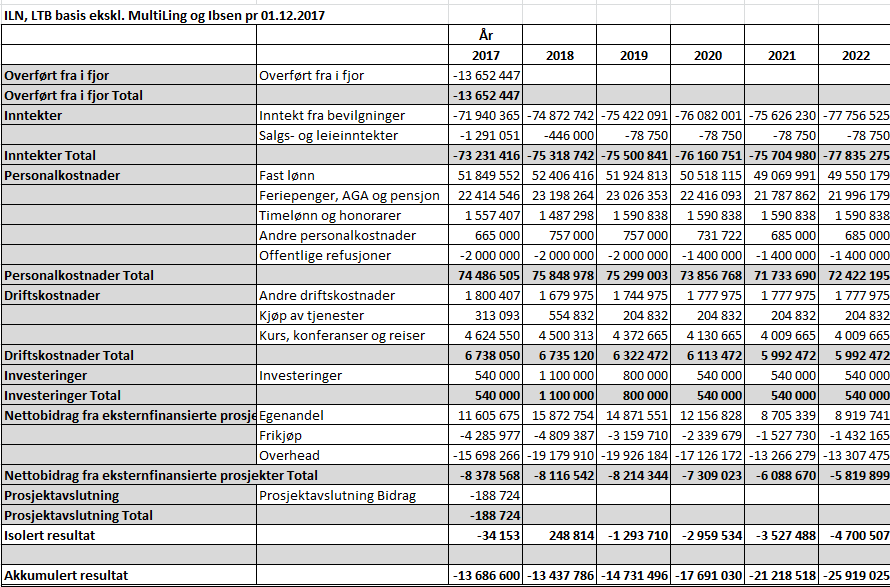 ILN, LTB basis ekskl. MultiLing og Ibsen pr 01.12.2017
År
2017 2018 2019 2020 2021 2022
Overført fra i fjor Overført fra i fjor -13 652 447
Overført fra i fjor Total -13 652 447
Inntekter Inntekt fra bevilgninger -71 940 365 -74 872 742 -75 422 091 -76 082 001 -75 626 230 -77 756 525
Salgs- og leieinntekter -1 291 051 -446 000 -78 750 -78 750 -78 750 -78 750
Inntekter Total -73 231 416 -75 318 742 -75 500 841 -76 160 751 -75 704 980 -77 835 275
Personalkostnader Fast lønn 51 849 552 52 406 416 51 924 813 50 518 115 49 069 991 49 550 179
Feriepenger, AGA og pensjon 22 414 546 23 198 264 23 026 353 22 416 093 21 787 862 21 996 179
Timelønn og honorarer 1 557 407 1 487 298 1 590 838 1 590 838 1 590 838 1 590 838
Andre personalkostnader 665 000 757 000 757 000 731 722 685 000 685 000
Offentlige refusjoner -2 000 000 -2 000 000 -2 000 000 -1 400 000 -1 400 000 -1 400 000
Personalkostnader Total 74 486 505 75 848 978 75 299 003 73 856 768 71 733 690 72 422 195
Driftskostnader Andre driftskostnader 1 800 407 1 679 975 1 744 975 1 777 975 1 777 975 1 777 975
Kjøp av tjenester 313 093 554 832 204 832 204 832 204 832 204 832
Kurs, konferanser og reiser 4 624 550 4 500 313 4 372 665 4 130 665 4 009 665 4 009 665
Driftskostnader Total 6 738 050 6 735 120 6 322 472 6 113 472 5 992 472 5 992 472
Investeringer Investeringer 540 000 1 100 000 800 000 540 000 540 000 540 000
Investeringer Total 540 000 1 100 000 800 000 540 000 540 000 540 000
Nettobidrag fra eksternfinansierte prosje Egenandel 11 605 675 15 872 754 14 871 551 12 156 828 8 705 339 8 919 741
Frikjøp -4 285 977 -4 809 387 -3 159 710 -2 339 679 -1 527 730 -1 432 165
Overhead -15 698 266 -19 179 910 -19 926 184 -17 126 172 -13 266 279 -13 307 475
Nettobidrag fra eksternfinansierte prosjekter Total -8 378 568 -8 116 542 -8 214 344 -7 309 023 -6 088 670 -5 819 899
Prosjektavslutning Prosjektavslutning Bidrag -188 724
Prosjektavslutning Total -188 724
Isolert resultat -34 153 248 814 -1 293 710 -2 959 534 -3 527 488 -4 700 507
Akkumulert resultat -13 686 600 -13 437 786 -14 731 496 -17 691 030 -21 218 518 -25 919 025